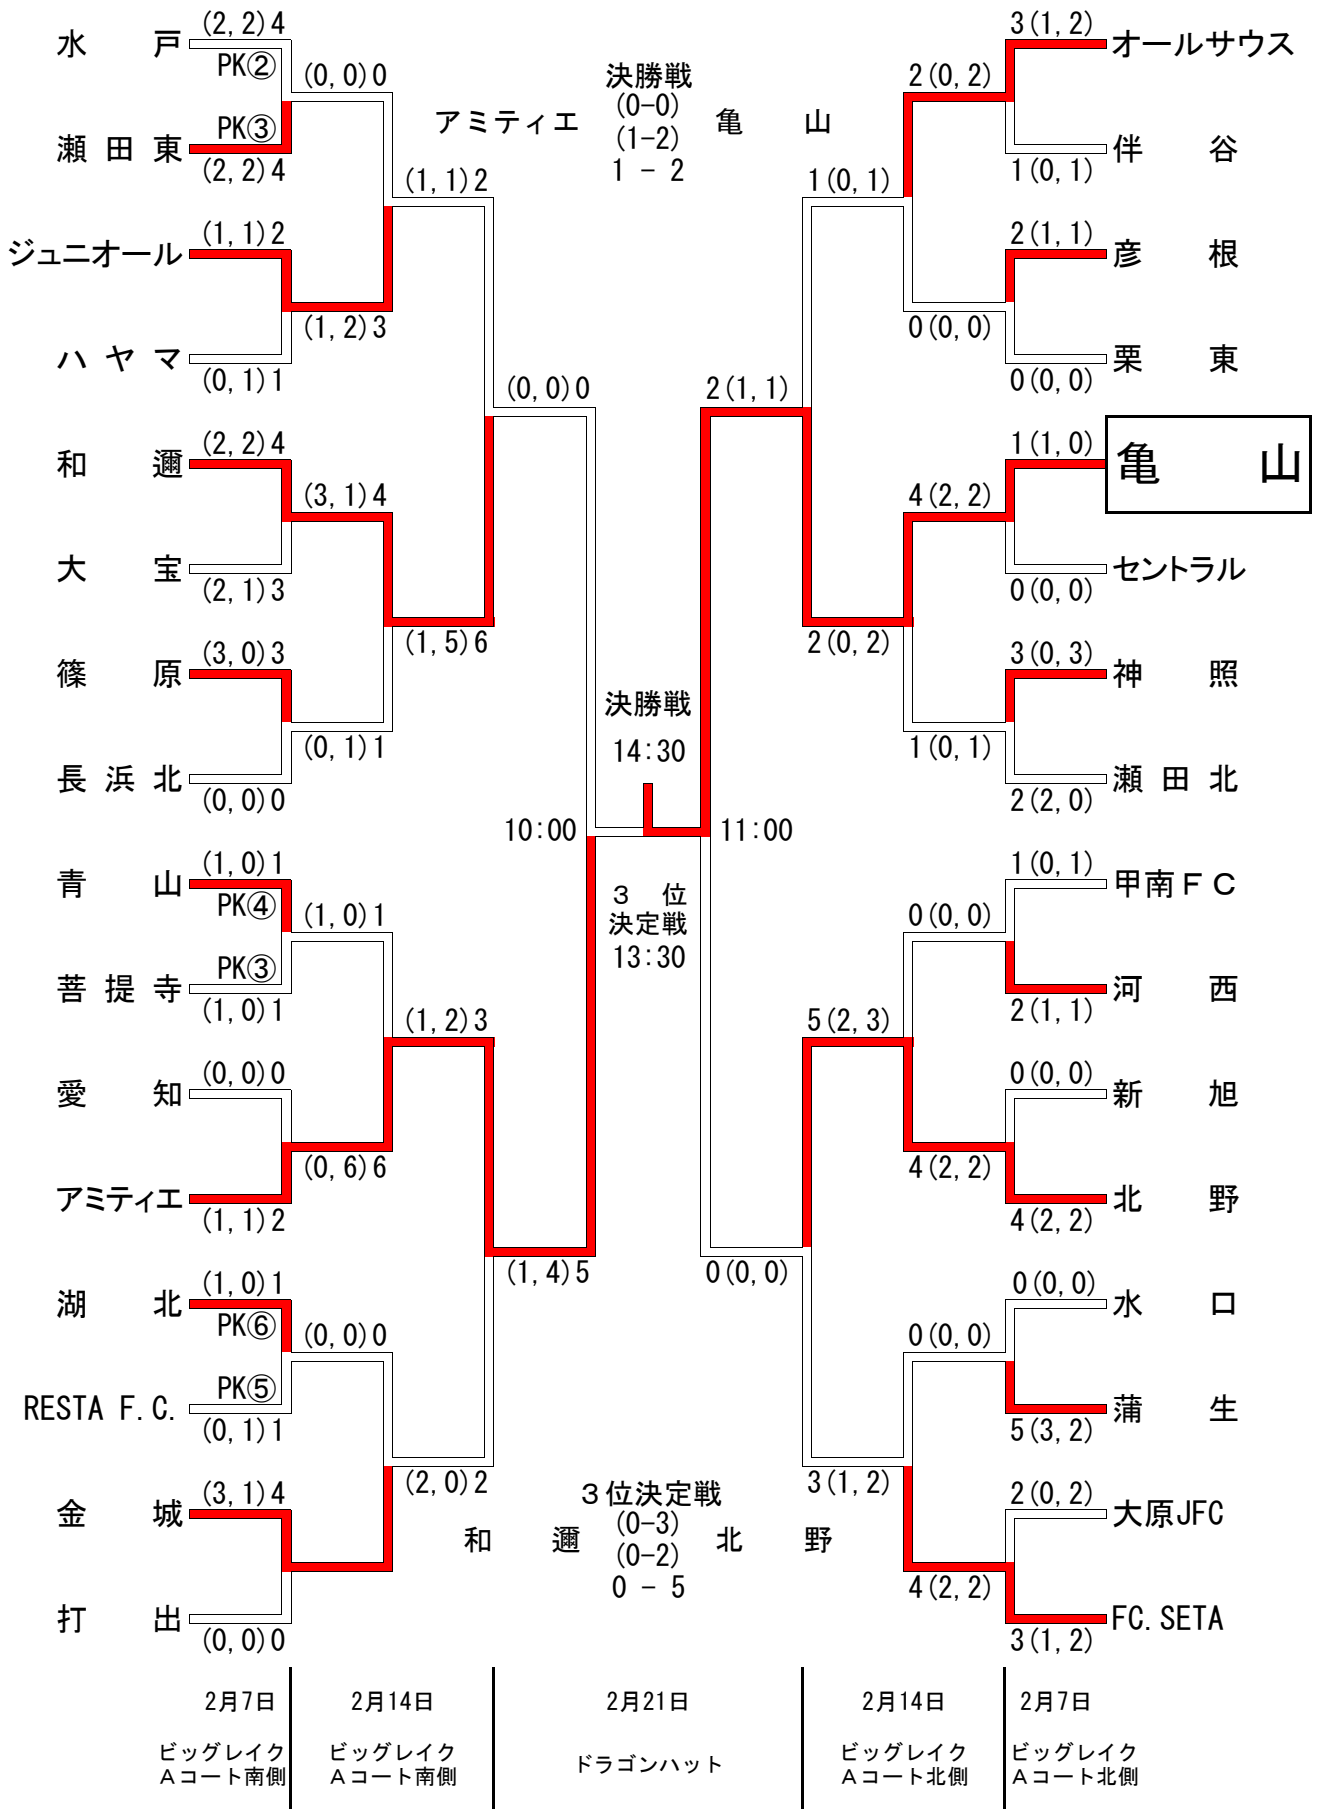 (2,2)4
水 戸
PK②
瀬田東
PK③
(2,2)4
(0,0)0
ジュニオール
(1,1)2
ハヤマ
(0,1)1
(1,2)3
(1,1)2
和 邇
(2,2)4
大 宝
(2,1)3
(3,1)4
篠 原
(3,0)3
長浜北
(0,0)0
(0,1)1
(1,5)6
(0,0)0
青 山
(1,0)1
PK④
菩提寺
PK③
(1,0)1
(1,0)1
愛 知
(0,0)0
アミティエ
(1,1)2
(0,6)6
(1,2)3
湖 北
(1,0)1
PK⑥
RESTA F.C.
PK⑤
(0,1)1
(0,0)0
金 城
(3,1)4
打 出
(0,0)0
(2,0)2
(1,4)5
決勝戦
アミティエ (0-0) 亀 山
(1-2)
1 - 2
決勝戦
14:30
10:00
11:00
3 位
決定戦
13:30
3位決定戦
(0-3)
和 邇 (0-2) 北 野
0 - 5
3(1,2)
オールサウス
伴 谷
1(0,1)
2(0,2)
2(1,1)
彦 根
栗 東
0(0,0)
0(0,0)
1(0,1)
1(1,0)
亀 山
セントラル
0(0,0)
4(2,2)
3(0,3)
神 照
瀬田北
2(2,0)
1(0,1)
2(0,2)
2(1,1)
1(0,1)
甲南FC
河 西
2(1,1)
0(0,0)
0(0,0)
新 旭
北 野
4(2,2)
4(2,2)
5(2,3)
0(0,0)
水 口
蒲 生
5(3,2)
0(0,0)
2(0,2)
大原JFC
FC.SETA
3(1,2)
4(2,2)
3(1,2)
0(0,0)
2月7日
2月14日
2月21日
2月14日
2月7日
ビッグレイク
Aコート南側
ビッグレイク
Aコート南側
ドラゴンハット
ビッグレイク
Aコート北側
ビッグレイク
Aコート北側